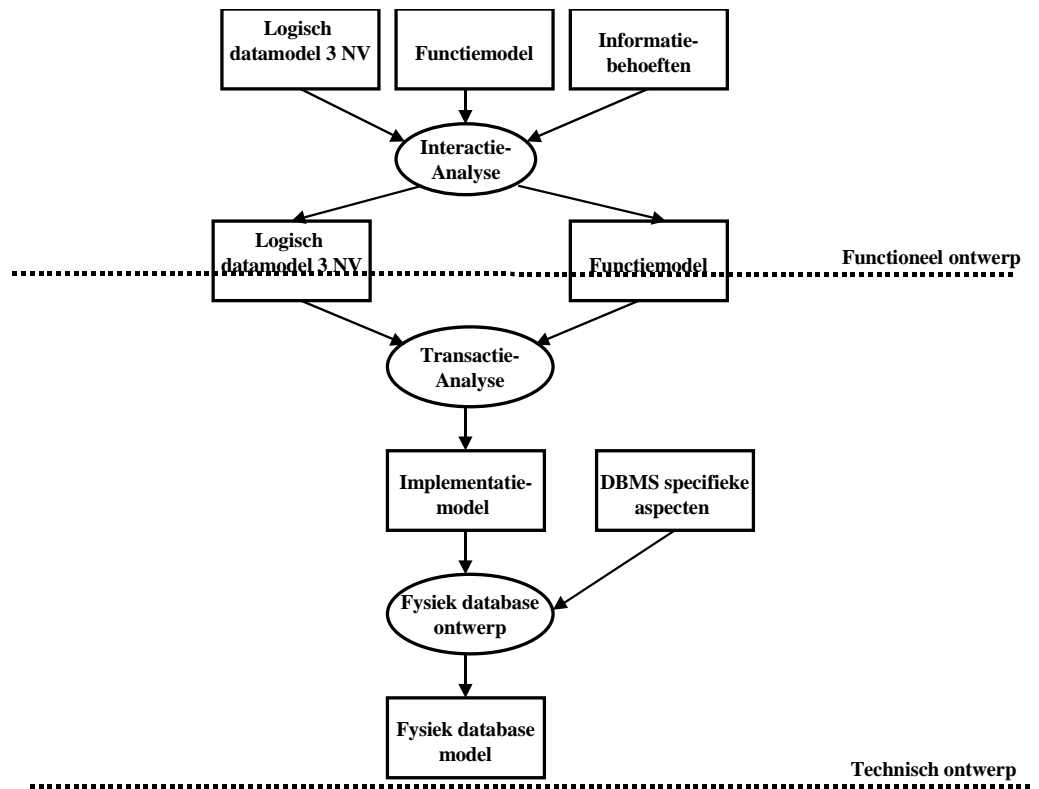 Logisch
datamodel 3 NV
Functiemodel
Informatie-
behoeften
Interactie-
Analyse
Logisch
datamodel 3 NV
Functiemodel
Functioneel ontwerp
Transactie-
Analyse
Implementatie-
model
DBMS specifieke
aspecten
Fysiek database
ontwerp
Fysiek database
model
Technisch ontwerp